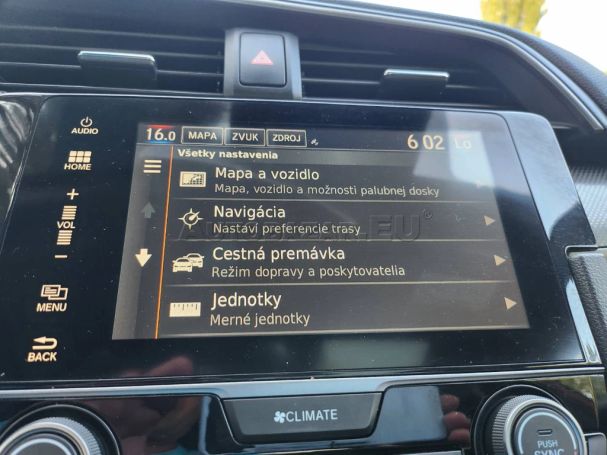 AUDIO
16.0 MAPA ZVUK ZDROJ 6 02 Lo
Všetky nastavenia
HOME
Mapa a vozidlo
Mapa, vozidlo a možnosti palubnej dosky
+
VOL
−
Navigácia
Nastaví preferencie trasy
Cestná premávka
Režim dopravy a poskytovatelia
MENU
Jednotky
Merné jednotky
BACK
CLIMATE
PUSH
SYNC